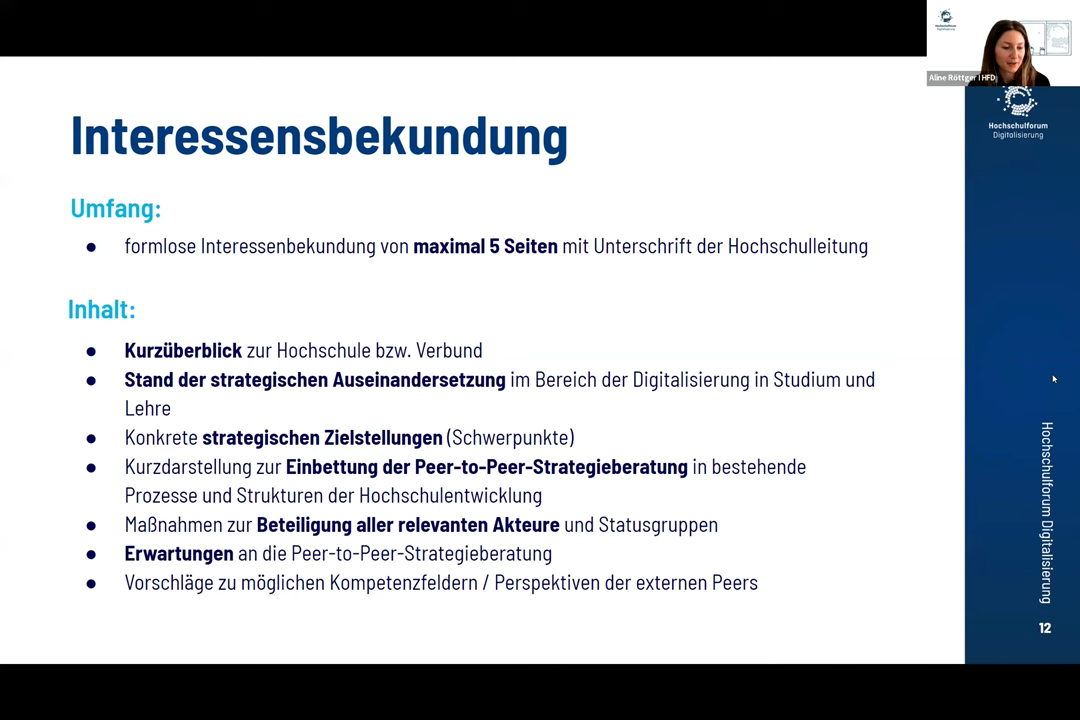 Interessensbekundung
Umfang:
● formlose Interessenbekundung von maximal 5 Seiten mit Unterschrift der Hochschulleitung
Inhalt:
● Kurzüberblick zur Hochschule bzw. Verbund
● Stand der strategischen Auseinandersetzung im Bereich der Digitalisierung in Studium und
Lehre
● Konkrete strategischen Zielstellungen (Schwerpunkte)
● Kurzdarstellung zur Einbettung der Peer-to-Peer-Strategieberatung in bestehende
Prozesse und Strukturen der Hochschulentwicklung
● Maßnahmen zur Beteiligung aller relevanten Akteure und Statusgruppen
● Erwartungen an die Peer-to-Peer-Strategieberatung
● Vorschläge zu möglichen Kompetenzfeldern / Perspektiven der externen Peers
Hochschulforum
Digitalisierung
Aline Röttger | HFD
Hochschulforum
Digitalisierung
Hochschulforum Digitalisierung
12